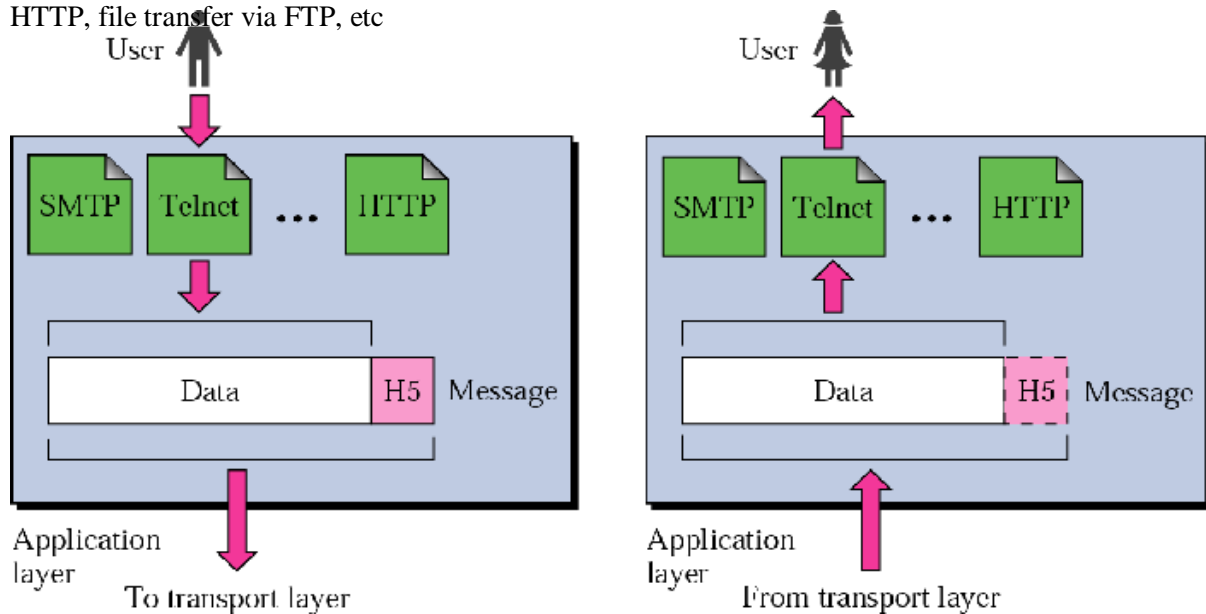 HTTP, file transfer via FTP, etc
User
SMTP
Telnet
...
HTTP
Data
H5
Message
Application
layer
To transport layer
User
SMTP
Telnet
...
HTTP
Data
H5
Message
Application
layer
From transport layer